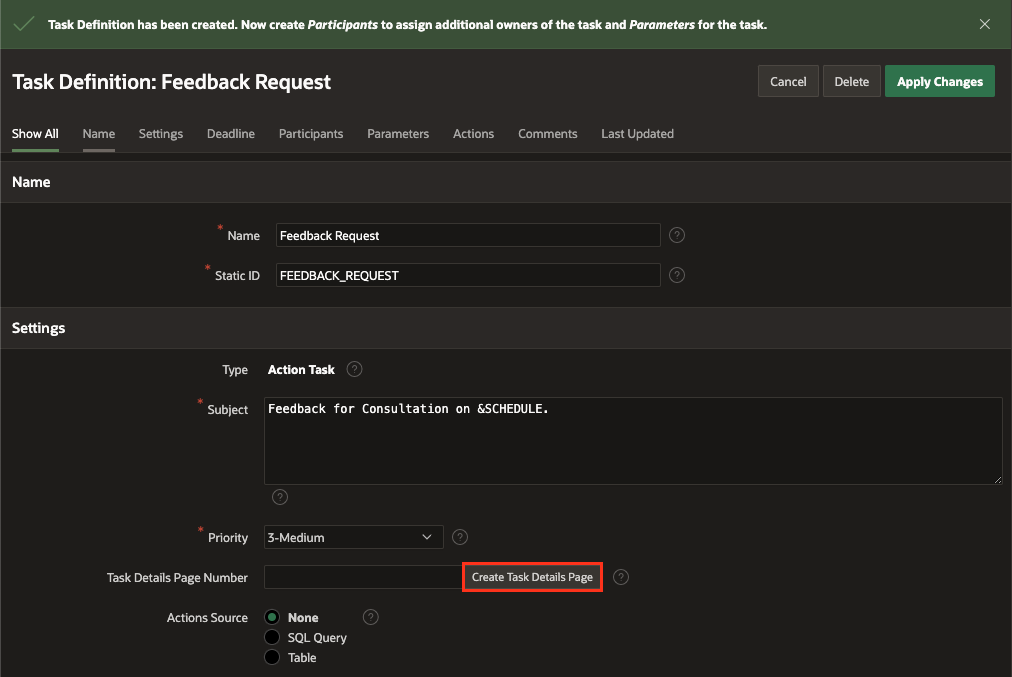 Task Definition has been created. Now create Participants to assign additional owners of the task and Parameters for the task.
Task Definition: Feedback Request
Cancel
Delete
Apply Changes
Show All
Name
Settings
Deadline
Participants
Parameters
Actions
Comments
Last Updated
Name
* Name
Feedback Request
?
* Static ID
FEEDBACK_REQUEST
?
Settings
Type
Action Task
?
* Subject
Feedback for Consultation on &SCHEDULE.
?
* Priority
3-Medium
?
Task Details Page Number
Create Task Details Page
?
Actions Source
None
?
SQL Query
Table